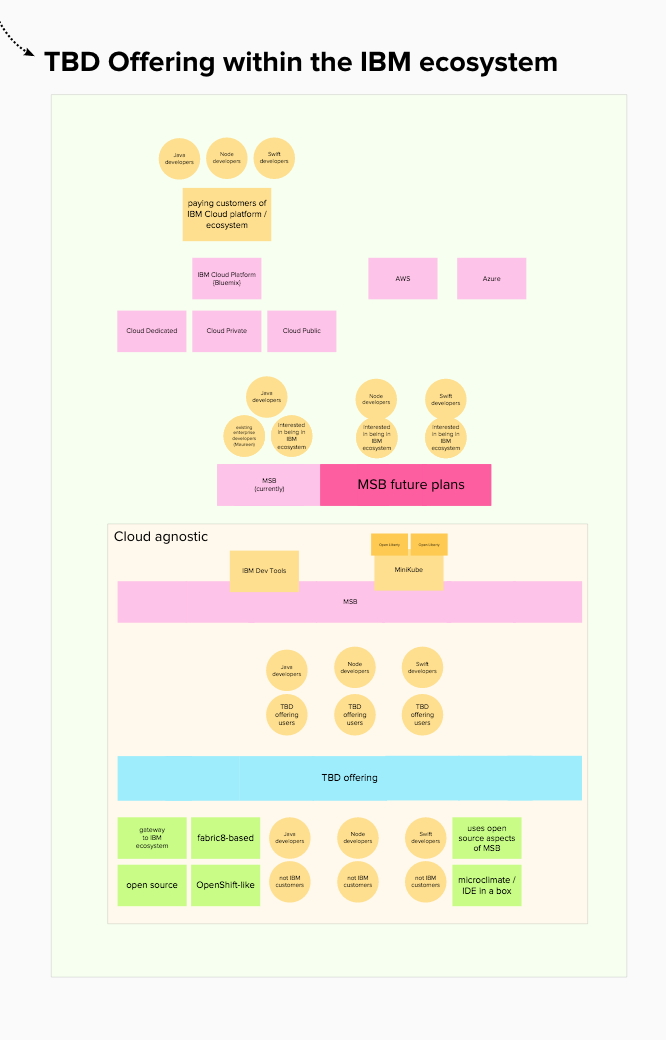 TBD Offering within the IBM ecosystem
Java
developers
Node
developers
Swift
developers
paying customers of
IBM Cloud platform /
ecosystem
IBM Cloud Platform
(Bluemix)
AWS
Azure
Cloud Dedicated
Cloud Private
Cloud Public
Java
developers
Node
developers
Swift
developers
existing
enterprise
developers
(Maureen)
interested
in being in
IBM
ecosystem
interested
in being in
IBM
ecosystem
interested
in being in
IBM
ecosystem
MSB
(currently)
MSB future plans
Cloud agnostic
Open Liberty
Open Liberty
IBM Dev Tools
MiniKube
MSB
Java
developers
Node
developers
Swift
developers
TBD
offering
users
TBD
offering
users
TBD
offering
users
TBD offering
gateway
to IBM
ecosystem
fabric8-based
Java
developers
Node
developers
Swift
developers
uses open
source aspects
of MSB
open source
OpenShift-like
not IBM
customers
not IBM
customers
not IBM
customers
microclimate /
IDE in a box